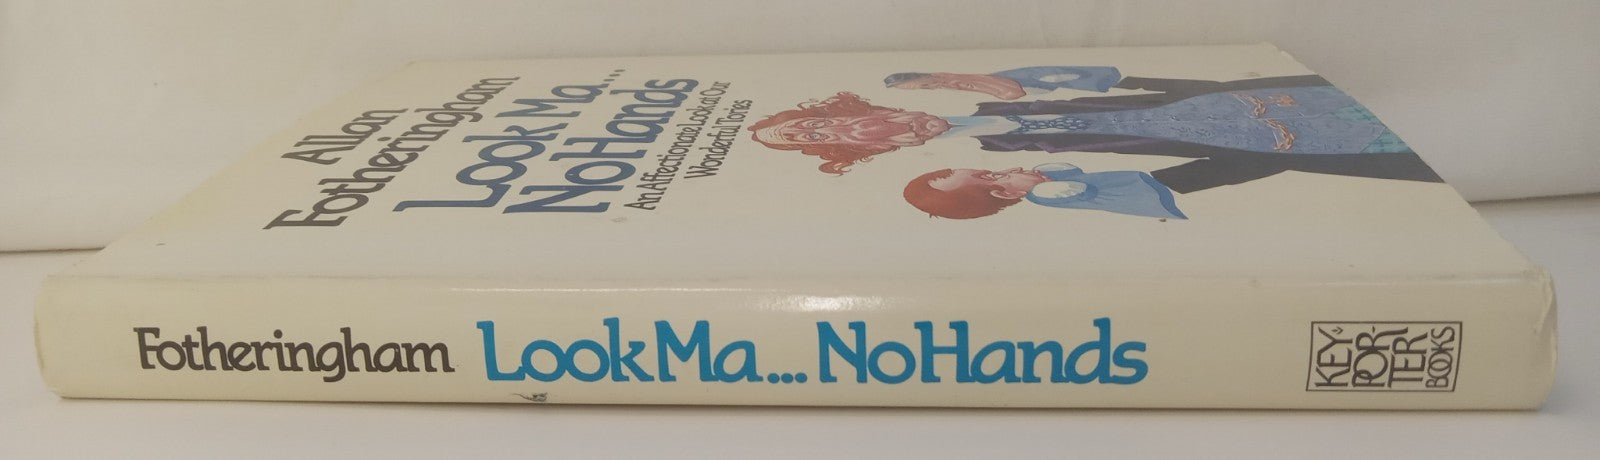 Allan
Fotheringham
Look Ma...
No Hands
An Affectionate Look at Our
Wonderful Tories
Fotheringham Look Ma... No Hands
KEY
POR-
TER
BOOKS